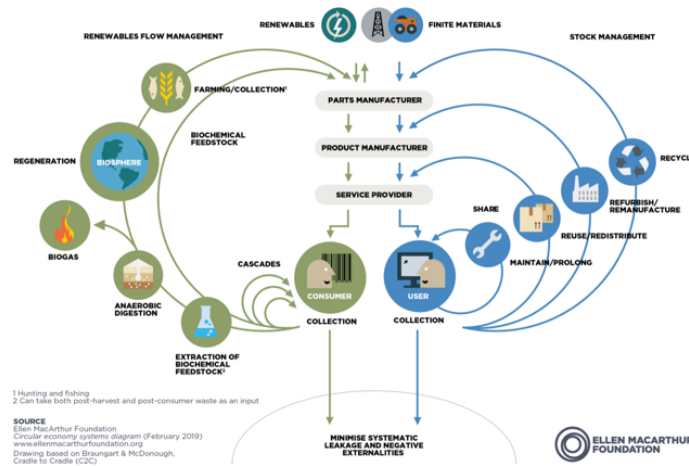 RENEWABLES
FINITE MATERIALS
RENEWABLES FLOW MANAGEMENT
STOCK MANAGEMENT
FARMING/COLLECTION¹
PARTS MANUFACTURER
BIOCHEMICAL
FEEDSTOCK
PRODUCT MANUFACTURER
REGENERATION
BIOSPHERE
RECYCL
SERVICE PROVIDER
REFURBISH/
REMANUFACTURE
SHARE
REUSE/REDISTRIBUTE
BIOGAS
CASCADES
MAINTAIN/PROLONG
CONSUMER
USER
ANAEROBIC
DIGESTION
COLLECTION
COLLECTION
EXTRACTION OF
BIOCHEMICAL
FEEDSTOCK²
1 Hunting and fishing
2 Can take both post-harvest and post-consumer waste as an input
SOURCE
Ellen MacArthur Foundation
Circular economy systems diagram (February 2019)
www.ellenmacarthurfoundation.org
Drawing based on Braungart & McDonough,
Cradle to Cradle (C2C)
MINIMISE SYSTEMATIC
LEAKAGE AND NEGATIVE
EXTERNALITIES
ELLEN MACARTHUR
FOUNDATION